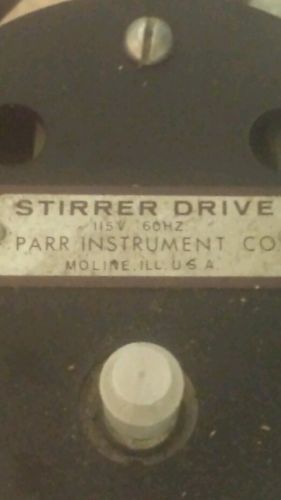 STIRRER DRIVE
115V 60HZ
PARR INSTRUMENT CO
MOLINE, ILL. U.S.A.